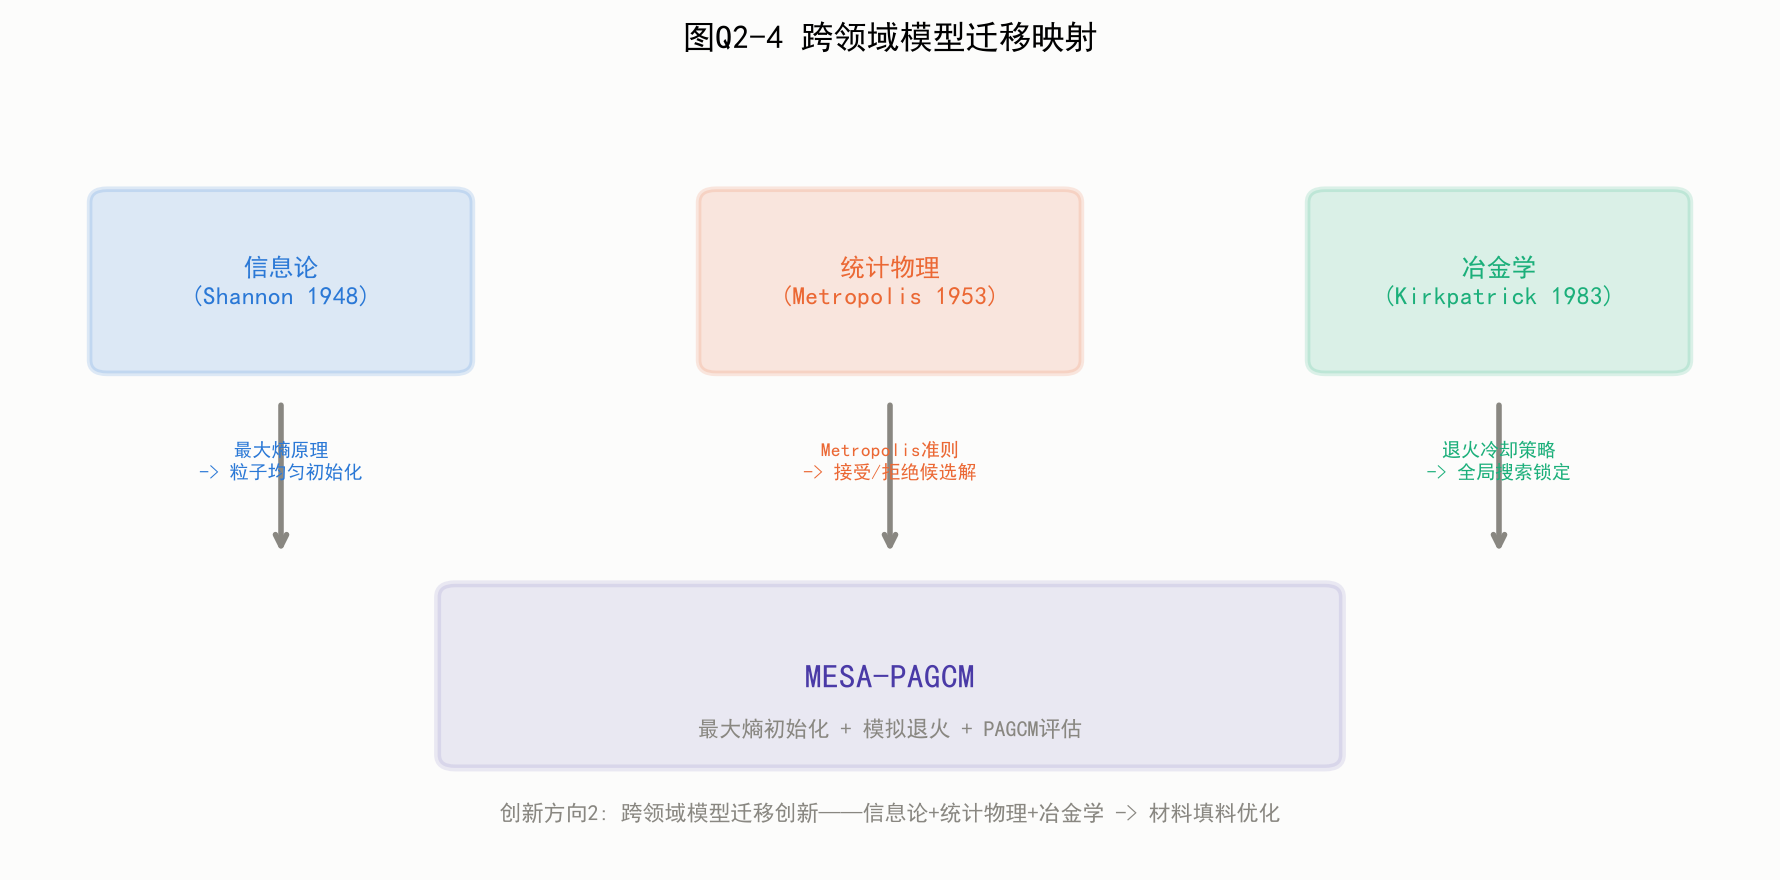 图Q2-4 跨领域模型迁移映射
信息论
(Shannon 1948)
统计物理
(Metropolis 1953)
冶金学
(Kirkpatrick 1983)
最大熵原理
-> 粒子均匀初始化
Metropolis准则
-> 接受/拒绝候选解
退火冷却策略
-> 全局搜索锁定
MESA-PAGCM
最大熵初始化 + 模拟退火 + PAGCM评估
创新方向2: 跨领域模型迁移创新——信息论+统计物理+冶金学 -> 材料填料优化